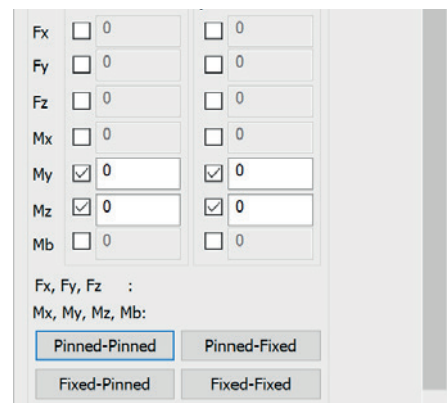 Fx 0 0
Fy 0 0
Fz 0 0
Mx 0 0
My 0 0
Mz 0 0
Mb 0 0
Fx, Fy, Fz :
Mx, My, Mz, Mb:
Pinned-Pinned Pinned-Fixed
Fixed-Pinned Fixed-Fixed